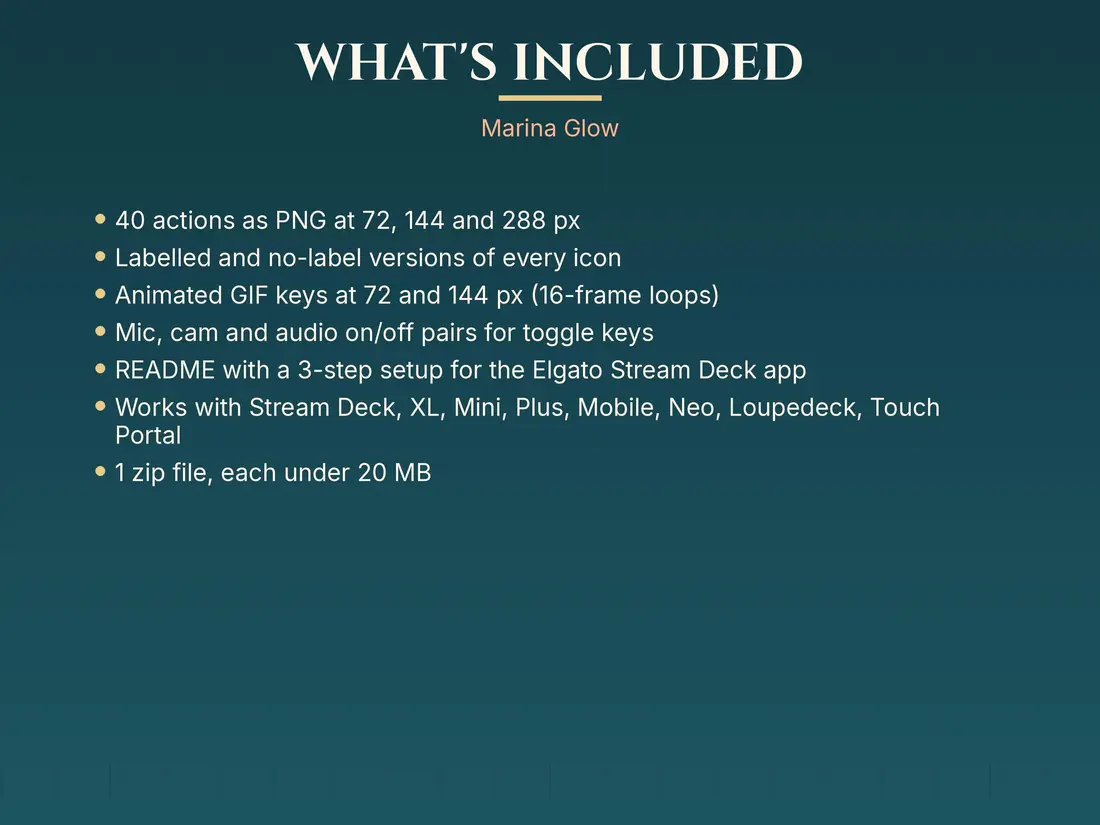 WHAT'S INCLUDED
Marina Glow
• 40 actions as PNG at 72, 144 and 288 px
• Labelled and no-label versions of every icon
• Animated GIF keys at 72 and 144 px (16-frame loops)
• Mic, cam and audio on/off pairs for toggle keys
• README with a 3-step setup for the Elgato Stream Deck app
• Works with Stream Deck, XL, Mini, Plus, Mobile, Neo, Loupedeck, Touch
Portal
• 1 zip file, each under 20 MB